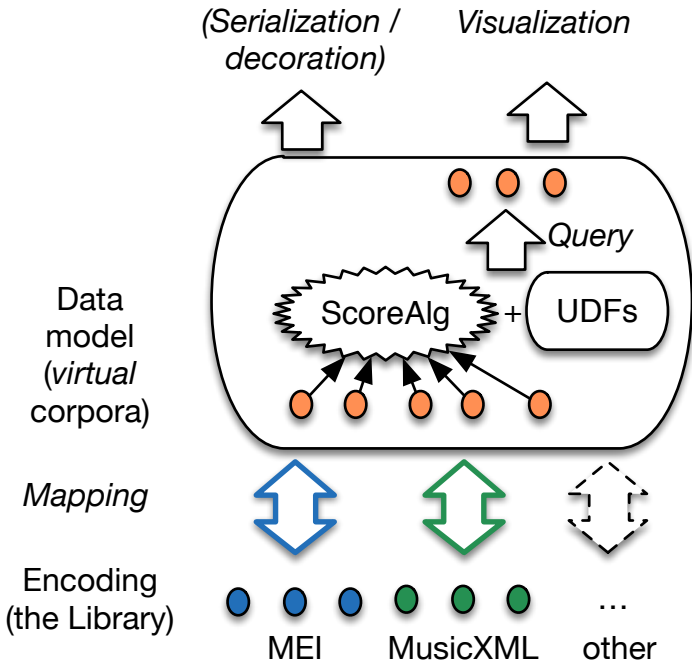 (Serialization /
decoration)
Visualization
Query
ScoreAlg
+
UDFs
Data
model
(virtual
corpora)
Mapping
Encoding
(the Library)
MEI
MusicXML
...
other